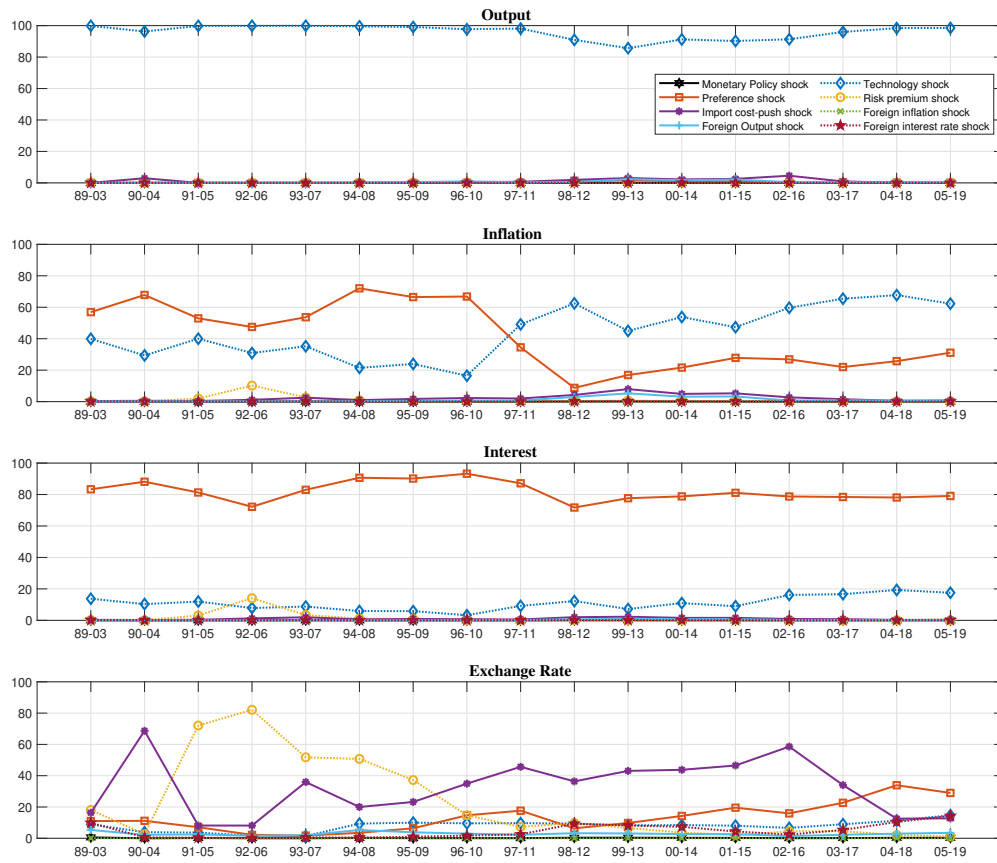 Output
100
80
60
40
20
0
Monetary Policy shock
Technology shock
Preference shock
Risk premium shock
Import cost-push shock
Foreign inflation shock
Foreign Output shock
Foreign interest rate shock
89-03 90-04 91-05 92-06 93-07 94-08 95-09 96-10 97-11 98-12 99-13 00-14 01-15 02-16 03-17 04-18 05-19
Inflation
100
80
60
40
20
0
89-03 90-04 91-05 92-06 93-07 94-08 95-09 96-10 97-11 98-12 99-13 00-14 01-15 02-16 03-17 04-18 05-19
Interest
100
80
60
40
20
0
89-03 90-04 91-05 92-06 93-07 94-08 95-09 96-10 97-11 98-12 99-13 00-14 01-15 02-16 03-17 04-18 05-19
Exchange Rate
100
80
60
40
20
0
89-03 90-04 91-05 92-06 93-07 94-08 95-09 96-10 97-11 98-12 99-13 00-14 01-15 02-16 03-17 04-18 05-19